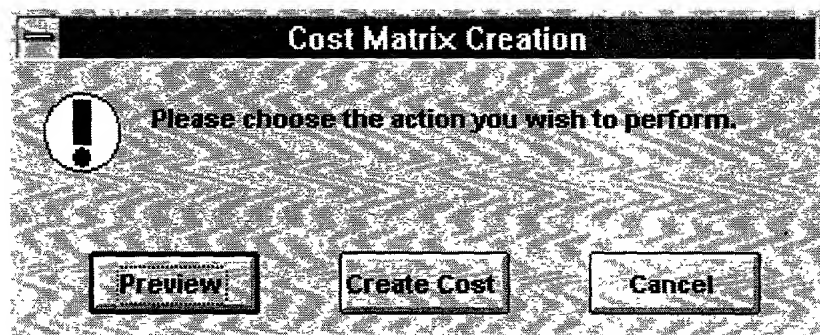 Cost Matrix Creation
Please choose the action you wish to perform.
Preview Create Cost Cancel